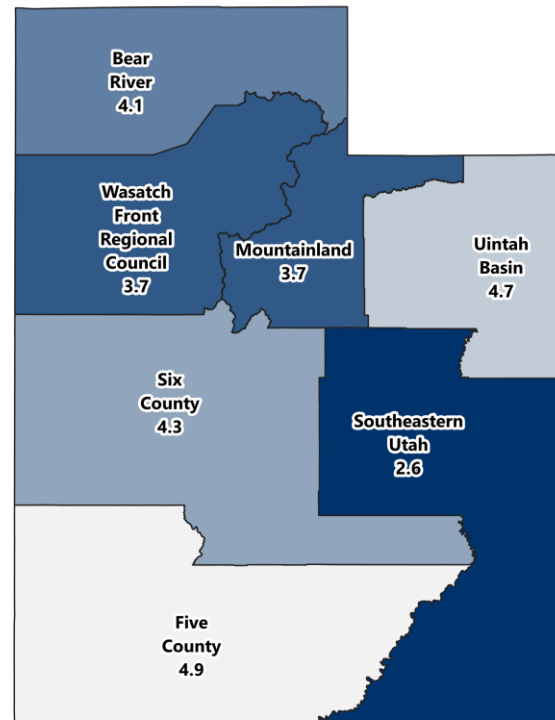 Bear
River
4.1
Wasatch
Front
Regional
Council
3.7
Mountainland
3.7
Uintah
Basin
4.7
Six
County
4.3
Southeastern
Utah
2.6
Five
County
4.9